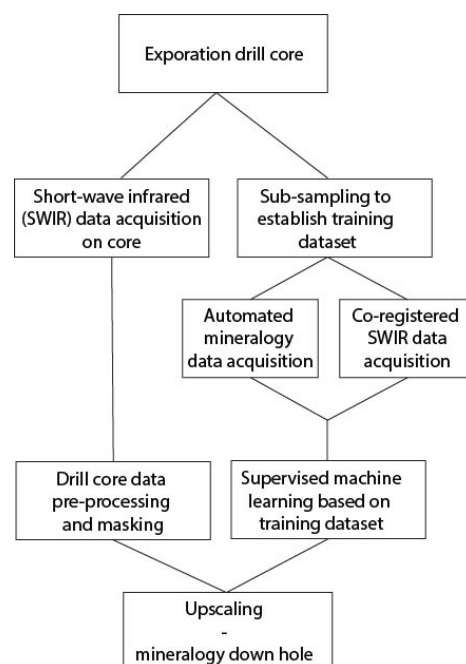 Exporation drill core
Short-wave infrared
(SWIR) data acquisition
on core
Sub-sampling to
establish training
dataset
Automated
mineralogy
data acquisition
Co-registered
SWIR data
acquisition
Drill core data
pre-processing
and masking
Supervised machine
learning based on
training dataset
Upscaling
-
mineralogy down hole